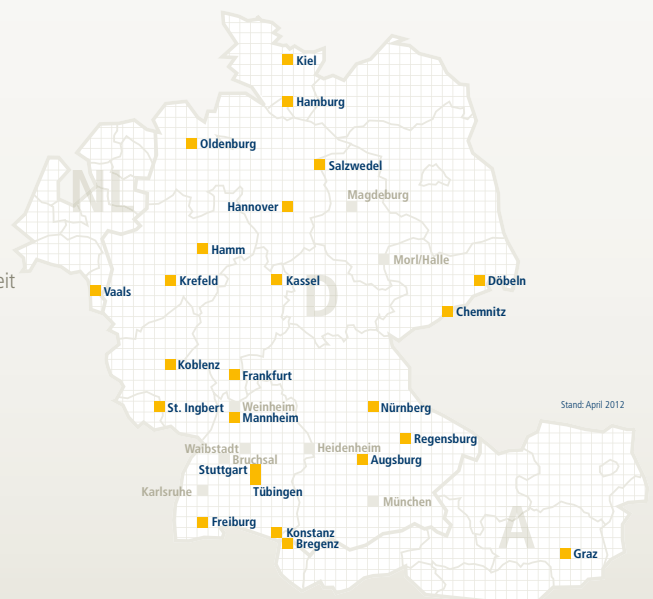 Kiel
Hamburg
Oldenburg
Salzwedel
NL
Magdeburg
Hannover
Hamm
Morl/Halle
eit
Krefeld
Kassel
D
Döbeln
Vaals
Chemnitz
Koblenz
Frankfurt
St. Ingbert
Weinheim
Nürnberg
Stand: April 2012
Mannheim
Regensburg
Waibstadt
Heidenheim
Bruchsal
Augsburg
Stuttgart
Karlsruhe
Tübingen
München
Freiburg
Konstanz
A
Bregenz
Graz